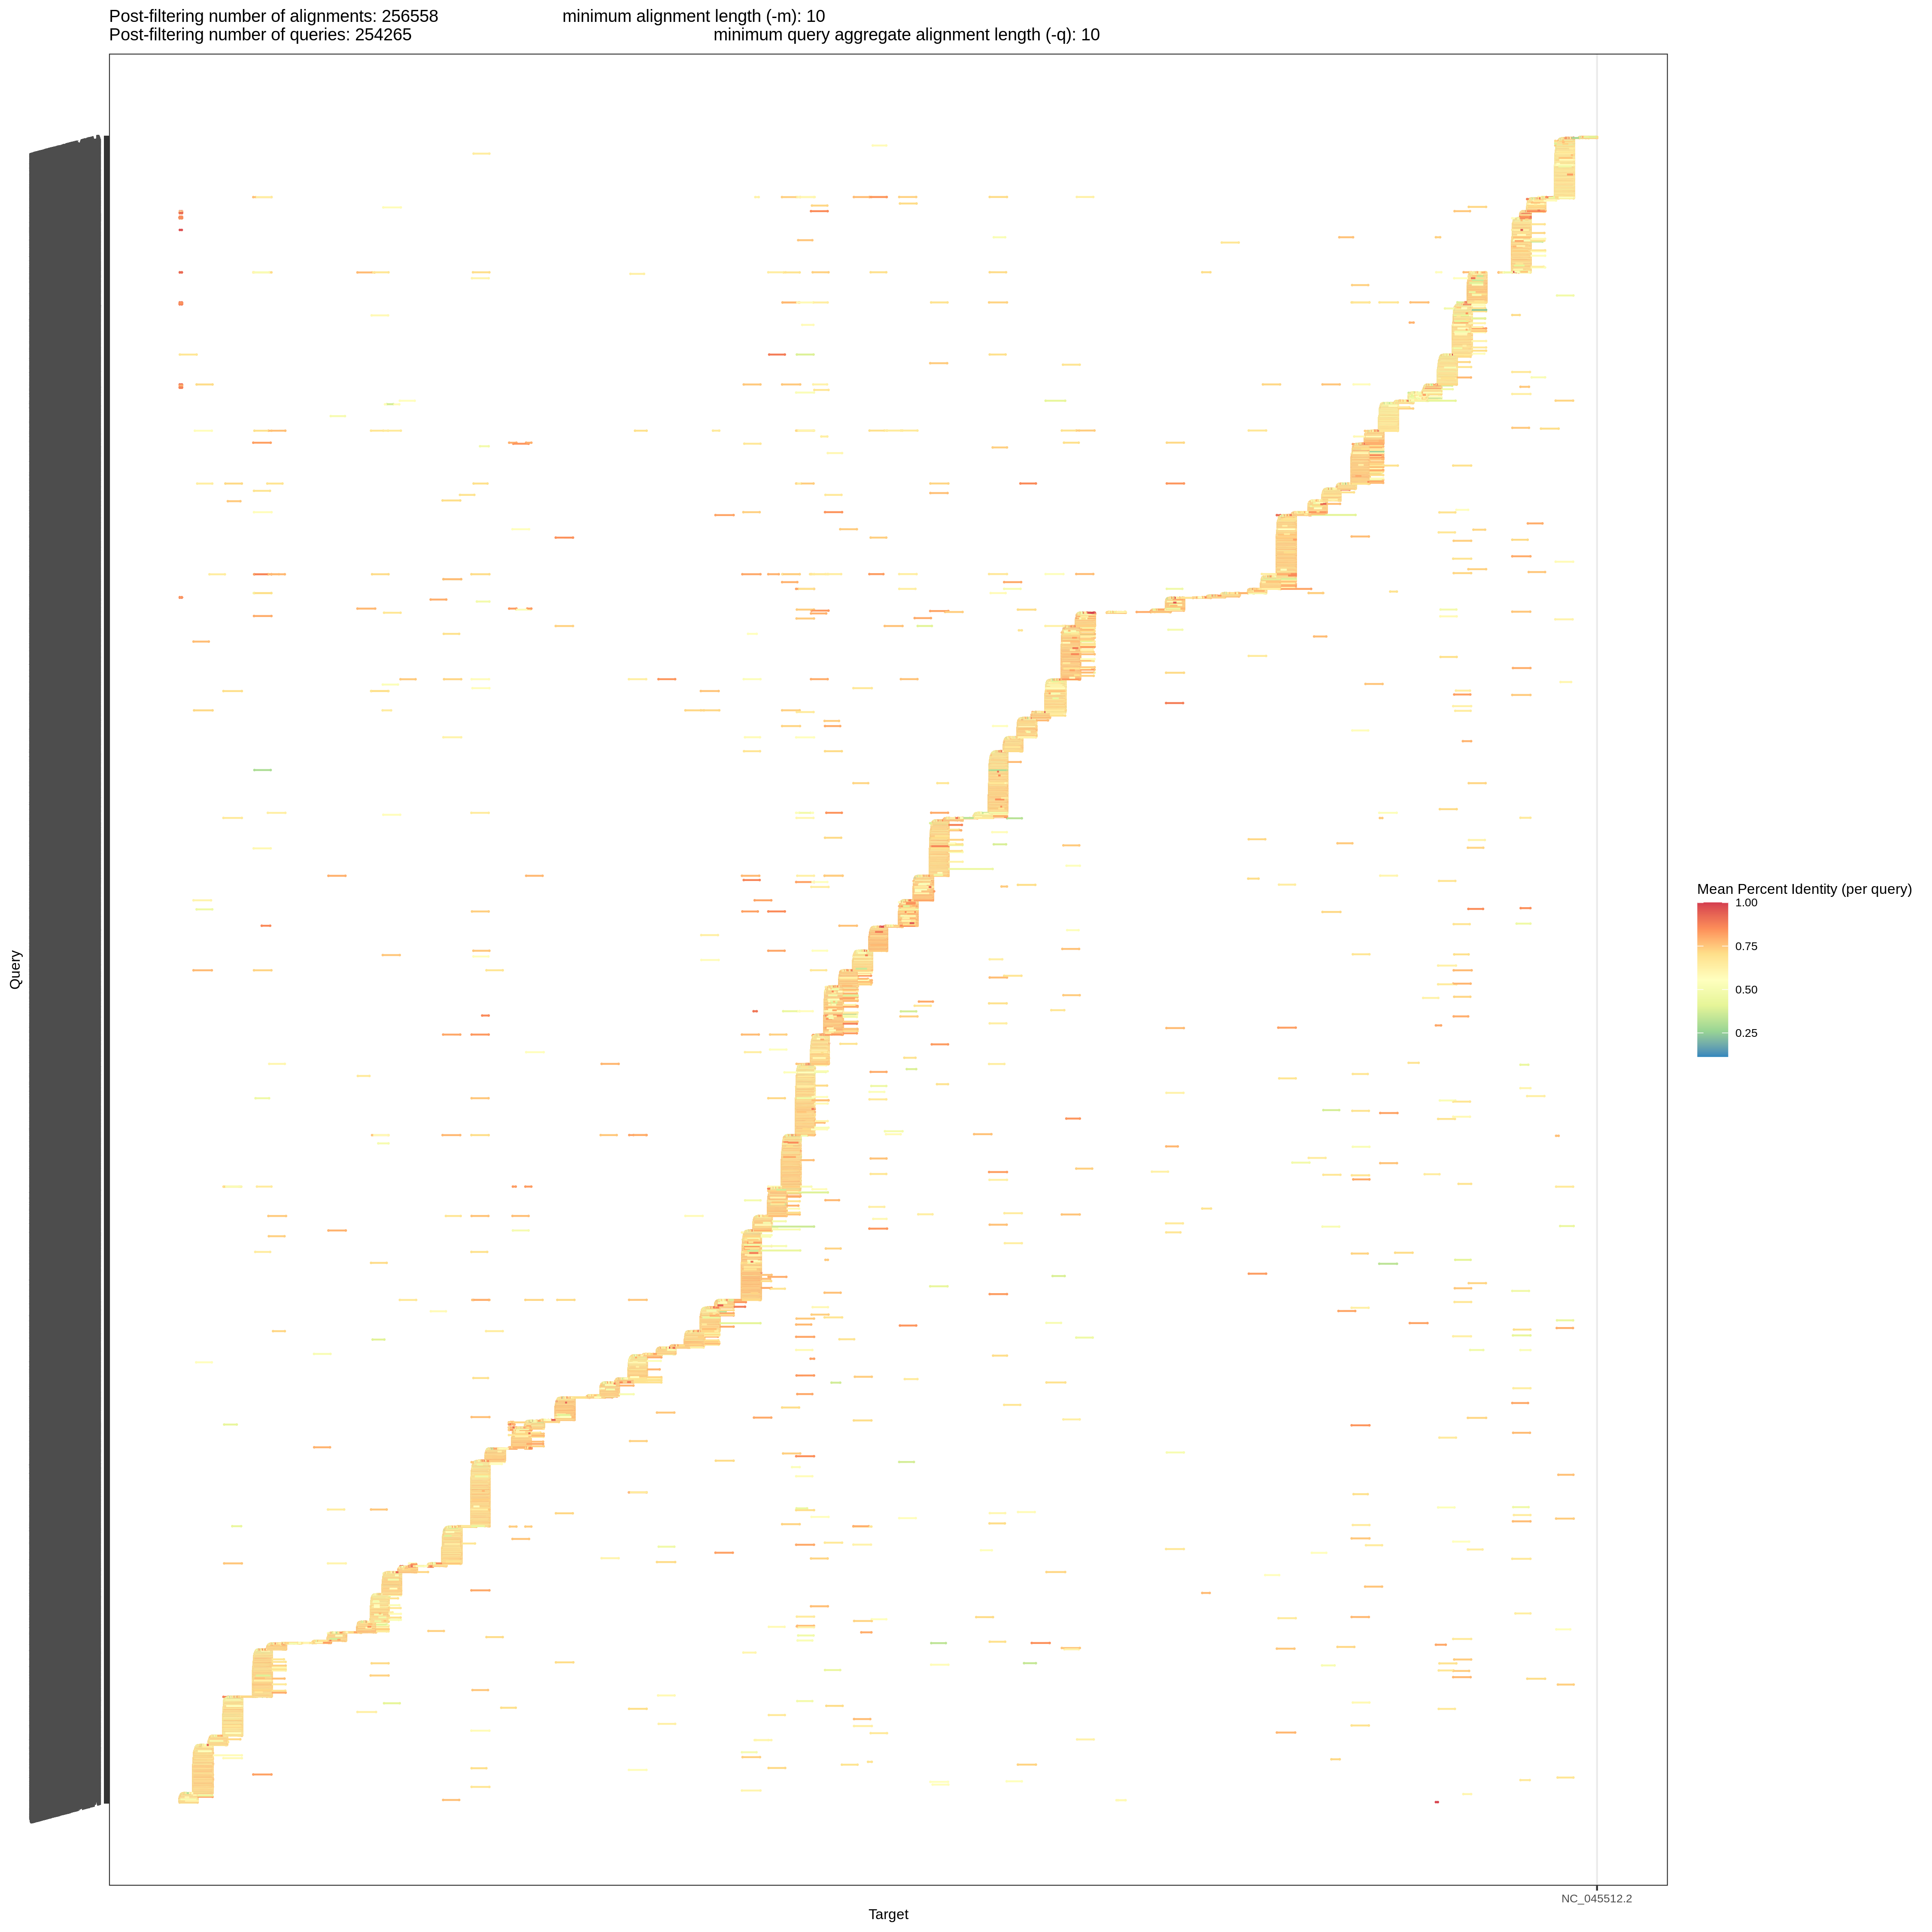 Post-filtering number of alignments: 256558 minimum alignment length (-m): 10
Post-filtering number of queries: 254265 minimum query aggregate alignment length (-q): 10
Query
Mean Percent Identity (per query)
1.00
0.75
0.50
0.25
NC_045512.2
Target